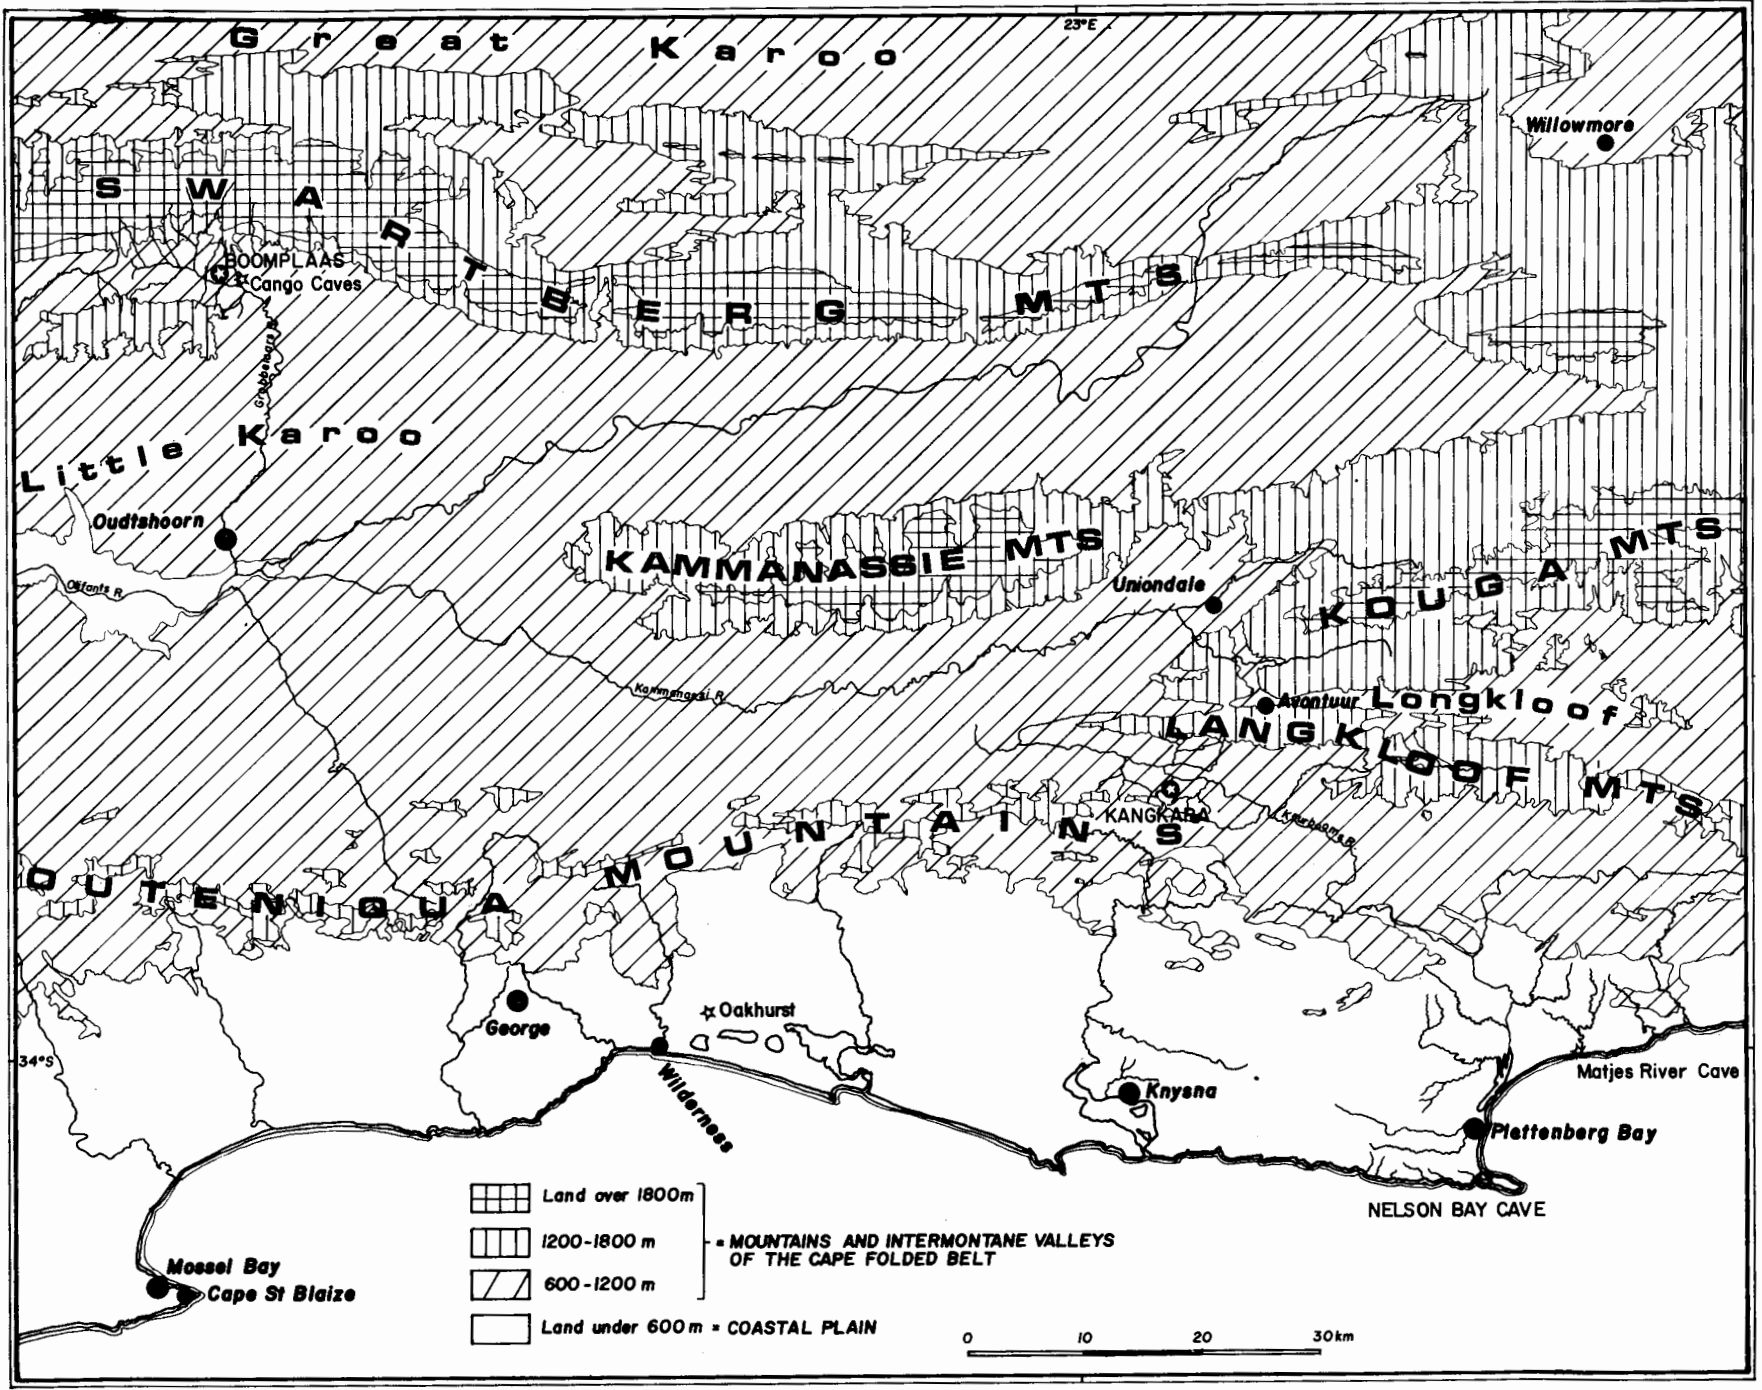 23°E
Great Karoo
Willowmore
SWARTBERG MTS
BOOMPLAAS
Cango Caves
Grobbelaars R.
Little Karoo
Oudtshoorn
Olifants R.
KAMMANASSIE MTS
Uniondale
KOUGA MTS
Kammanassi R.
Avontuur
Longkloof
LANGKLOOF MTS
KANGKARA
Keurbooms R.
OUTENIQUA MOUNTAINS
George
Oakhurst
34°S
Wilderness
Knysna
Matjes River Cave
Plettenberg Bay
NELSON BAY CAVE
Mossel Bay
Cape St Blaize
Land over 1800m
1200-1800 m
600-1200 m
= MOUNTAINS AND INTERMONTANE VALLEYS
OF THE CAPE FOLDED BELT
Land under 600m = COASTAL PLAIN
0 10 20 30km